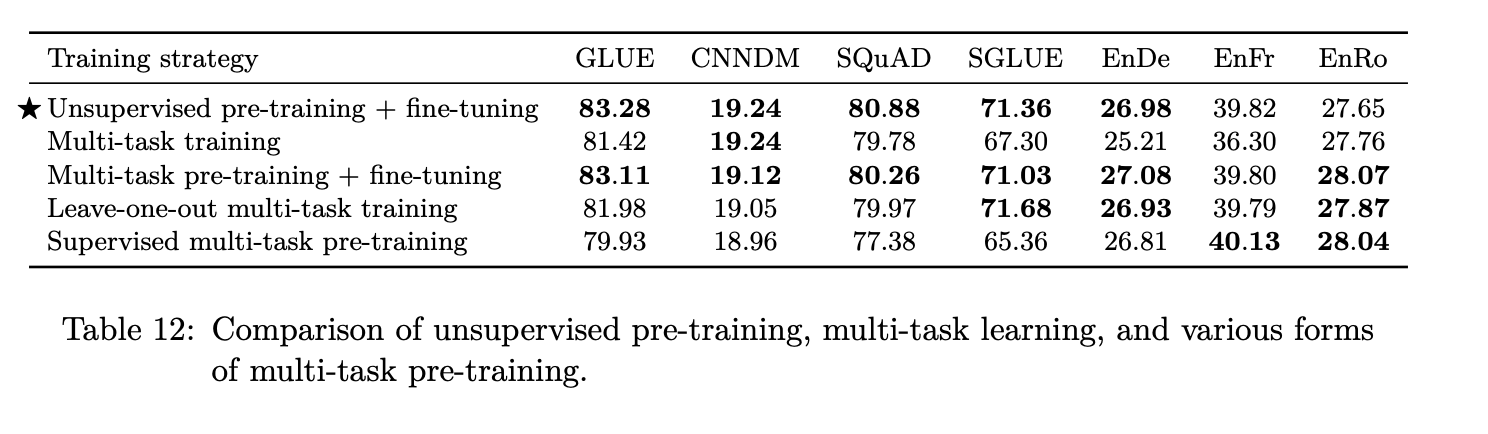 Training strategy GLUE CNNDM SQuAD SGLUE EnDe EnFr EnRo
★ Unsupervised pre-training + fine-tuning 83.28 19.24 80.88 71.36 26.98 39.82 27.65
Multi-task training 81.42 19.24 79.78 67.30 25.21 36.30 27.76
Multi-task pre-training + fine-tuning 83.11 19.12 80.26 71.03 27.08 39.80 28.07
Leave-one-out multi-task training 81.98 19.05 79.97 71.68 26.93 39.79 27.87
Supervised multi-task pre-training 79.93 18.96 77.38 65.36 26.81 40.13 28.04
Table 12: Comparison of unsupervised pre-training, multi-task learning, and various forms
of multi-task pre-training.